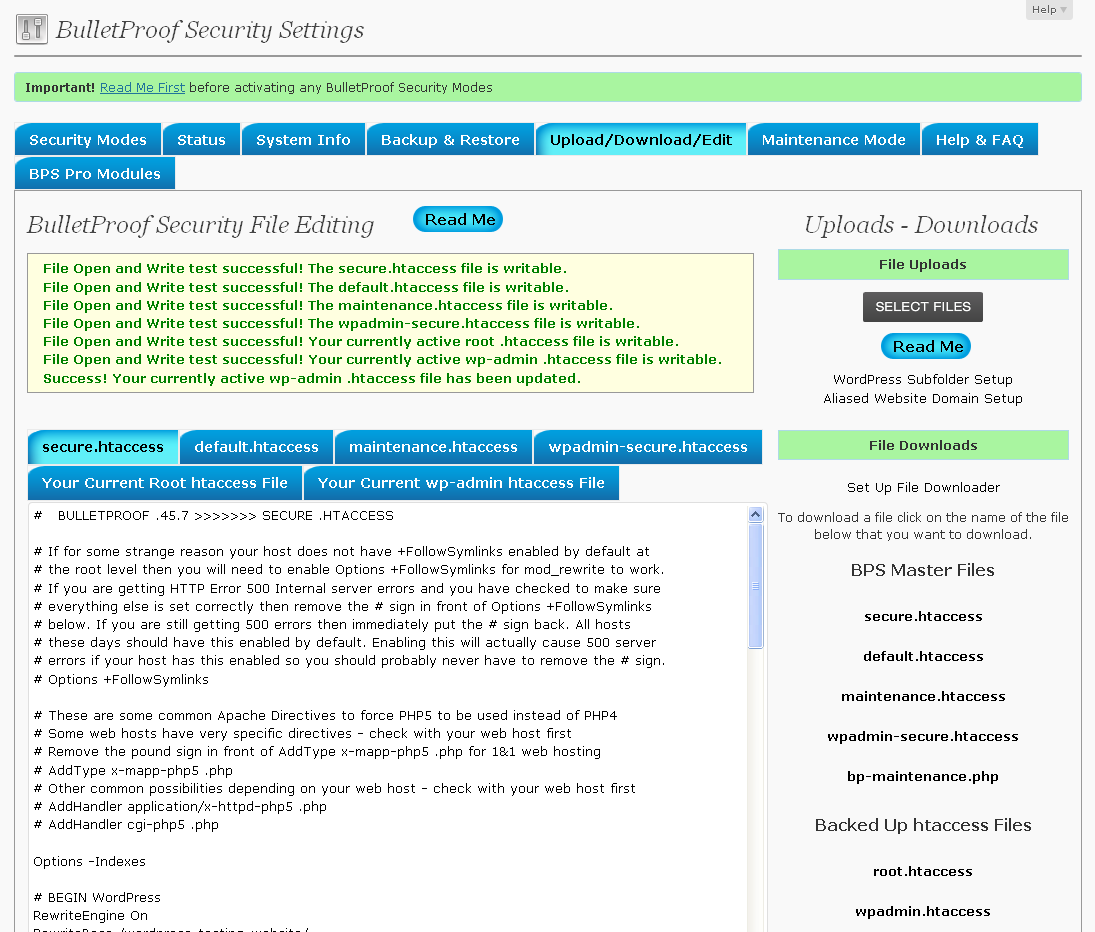 Help
BulletProof Security Settings
Important! Read Me First before activating any BulletProof Security Modes
Security Modes
Status
System Info
Backup & Restore
Upload/Download/Edit
Maintenance Mode
Help & FAQ
BPS Pro Modules
BulletProof Security File Editing
Read Me
File Open and Write test successful! The secure.htaccess file is writable.
File Open and Write test successful! The default.htaccess file is writable.
File Open and Write test successful! The maintenance.htaccess file is writable.
File Open and Write test successful! The wpadmin-secure.htaccess file is writable.
File Open and Write test successful! Your currently active root .htaccess file is writable.
File Open and Write test successful! Your currently active wp-admin .htaccess file is writable.
Success! Your currently active wp-admin .htaccess file has been updated.
secure.htaccess
default.htaccess
maintenance.htaccess
wpadmin-secure.htaccess
Your Current Root htaccess File
Your Current wp-admin htaccess File
#   BULLETPROOF .45.7 >>>>>>> SECURE .HTACCESS
# If for some strange reason your host does not have +FollowSymlinks enabled by default at
# the root level then you will need to enable Options +FollowSymlinks for mod_rewrite to work.
# If you are getting HTTP Error 500 Internal server errors and you have checked to make sure
# everything else is set correctly then remove the # sign in front of Options +FollowSymlinks
# below. If you are still getting 500 errors then immediately put the # sign back. All hosts
# these days should have this enabled by default. Enabling this will actually cause 500 server
# errors if your host has this enabled so you should probably never have to remove the # sign.
# Options +FollowSymlinks
# These are some common Apache Directives to force PHP5 to be used instead of PHP4
# Some web hosts have very specific directives - check with your web host first
# Remove the pound sign in front of AddType x-mapp-php5 .php for 1&1 web hosting
# AddType x-mapp-php5 .php
# Other common possibilities depending on your web host - check with your web host first
# AddHandler application/x-httpd-php5 .php
# AddHandler cgi-php5 .php
Options -Indexes
# BEGIN WordPress
RewriteEngine On
RewriteBase /wordpress-testing-website/
Uploads - Downloads
File Uploads
SELECT FILES
Read Me
WordPress Subfolder Setup
Aliased Website Domain Setup
File Downloads
Set Up File Downloader
To download a file click on the name of the file
below that you want to download.
BPS Master Files
secure.htaccess
default.htaccess
maintenance.htaccess
wpadmin-secure.htaccess
bp-maintenance.php
Backed Up htaccess Files
root.htaccess
wpadmin.htaccess